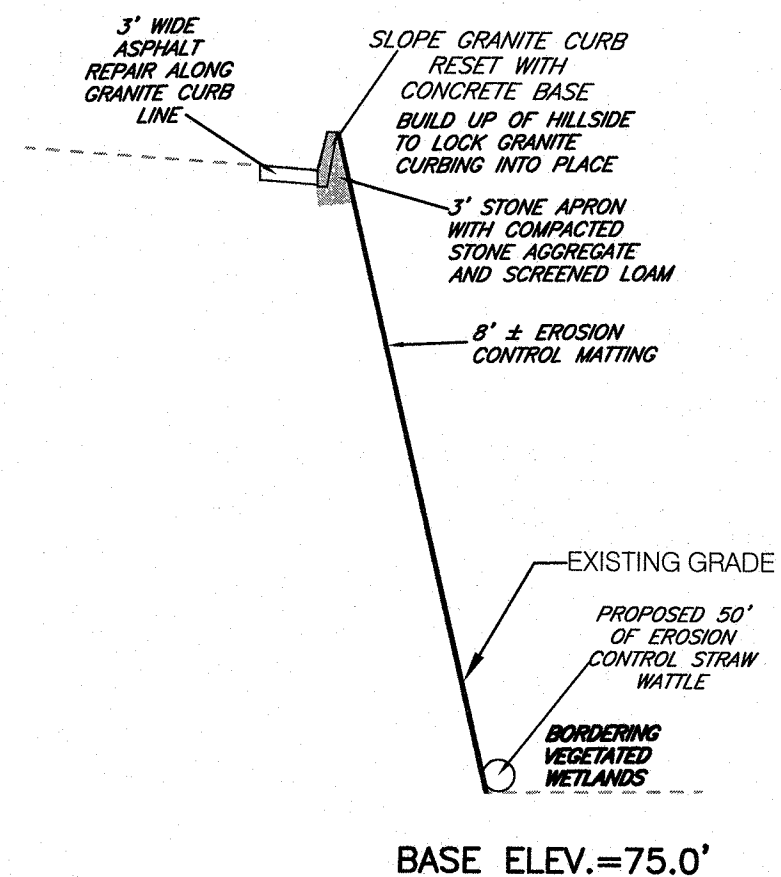 3' WIDE
ASPHALT
REPAIR ALONG
GRANITE CURB
LINE
SLOPE GRANITE CURB
RESET WITH
CONCRETE BASE
BUILD UP OF HILLSIDE
TO LOCK GRANITE
CURBING INTO PLACE
3' STONE APRON
WITH COMPACTED
STONE AGGREGATE
AND SCREENED LOAM
8' ± EROSION
CONTROL MATTING
EXISTING GRADE
PROPOSED 50'
OF EROSION
CONTROL STRAW
WATTLE
BORDERING
VEGETATED
WETLANDS
BASE ELEV.=75.0'